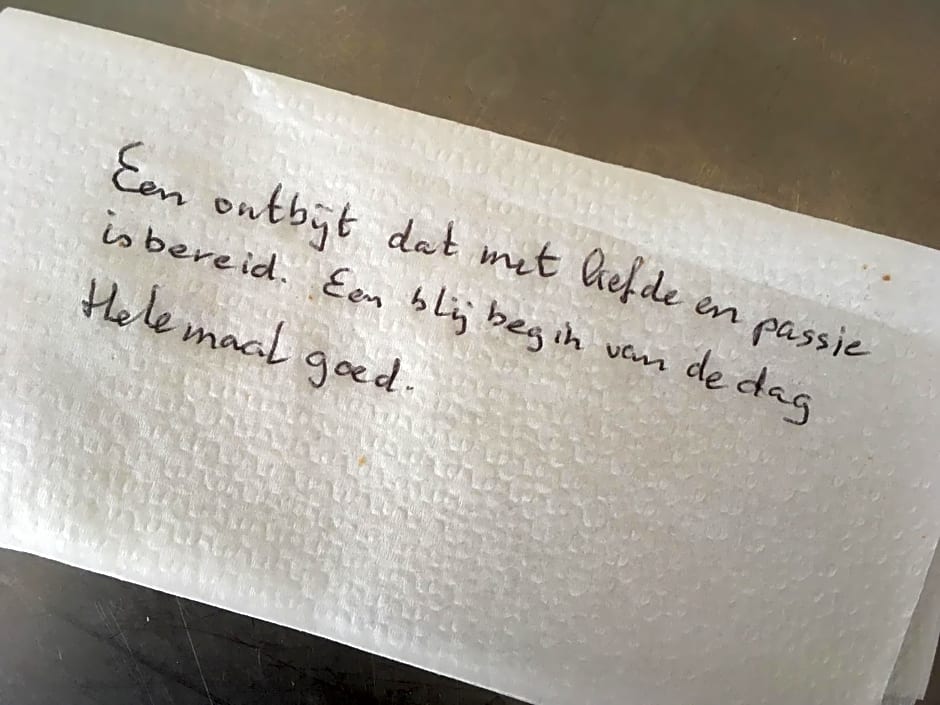 Een ontbijt dat met liefde en passie
is bereid. Een blij begin van de dag
Helemaal goed.